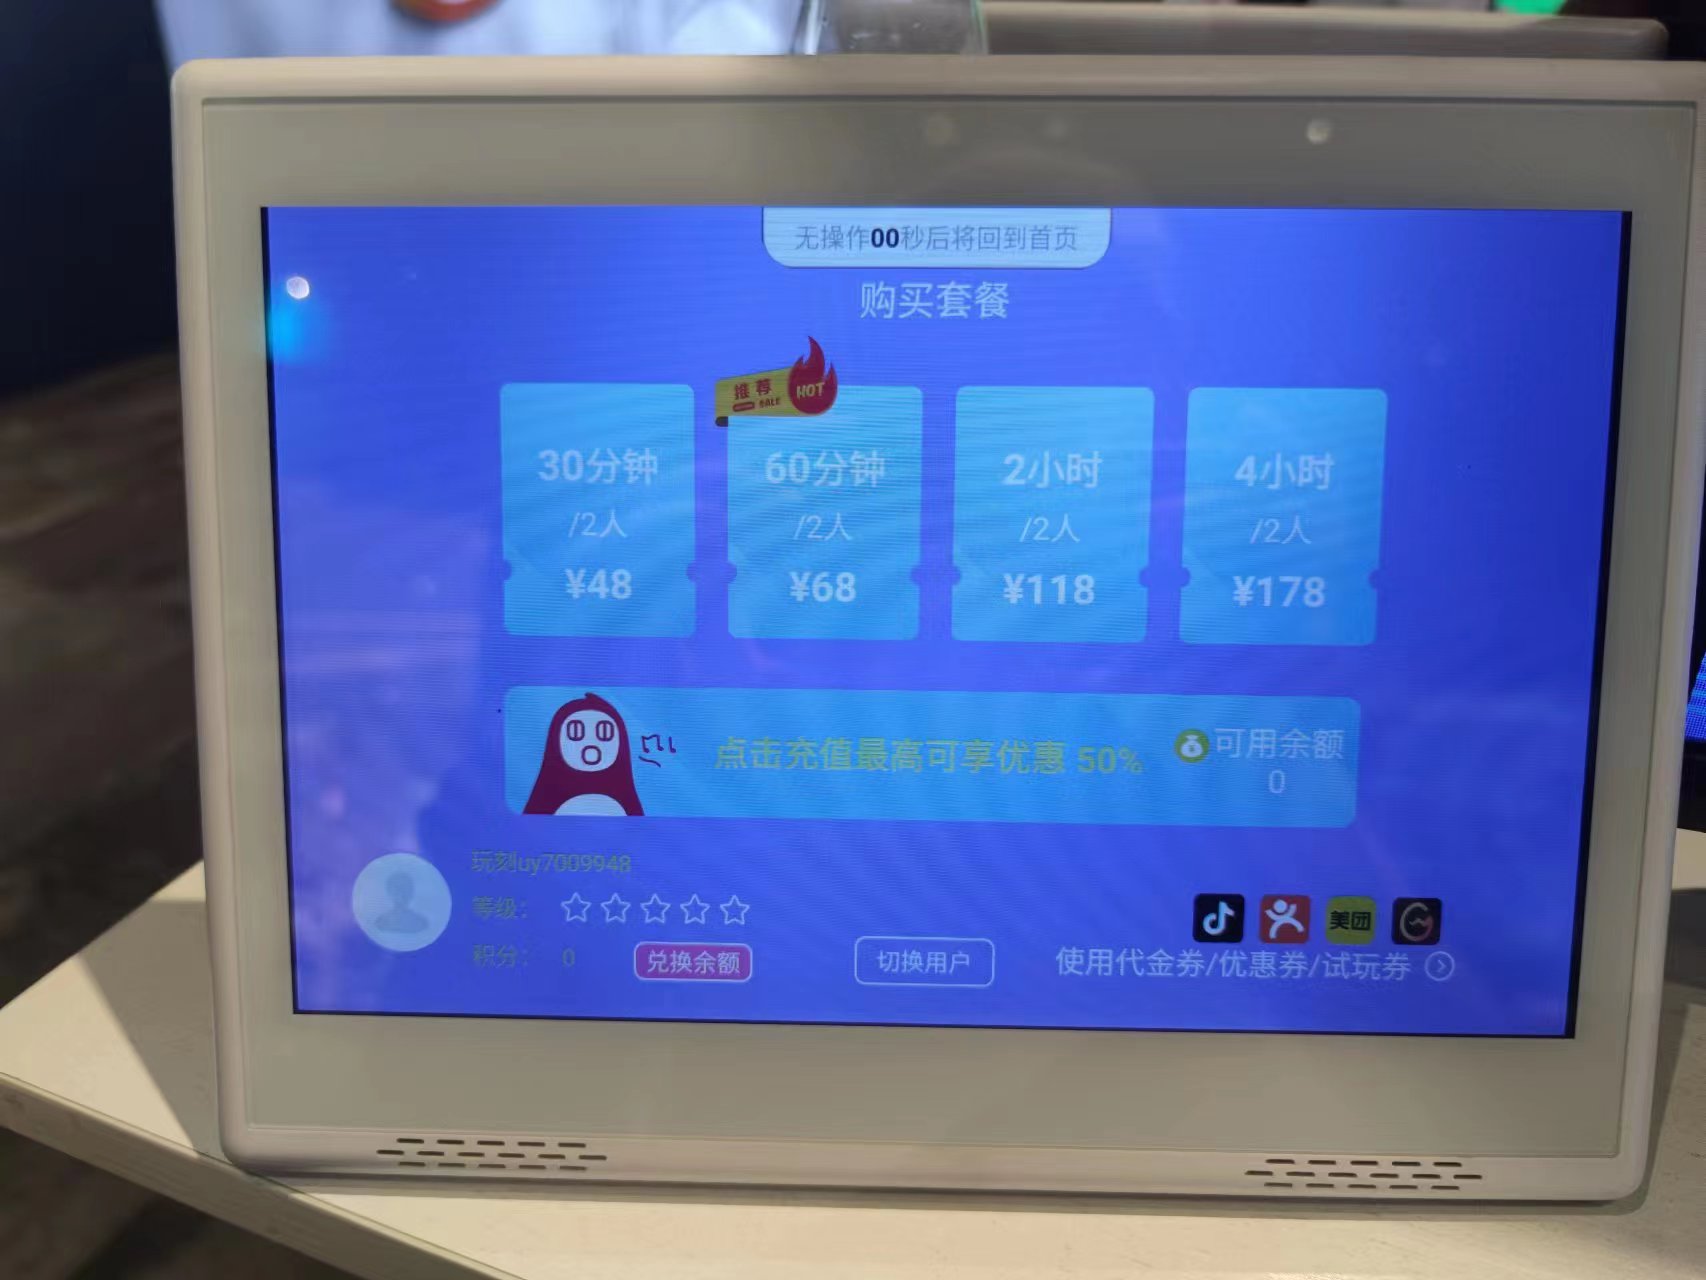 无操作00秒后将回到首页
购买套餐
推荐
SALE
HOT
30分钟
/2人
¥48
60分钟
/2人
¥68
2小时
/2人
¥118
4小时
/2人
¥178
点击充值最高可享优惠 50%
可用余额
0
玩刻uy7009948
等级：
积分： 0
兑换余额
切换用户
美团
使用代金券/优惠券/试玩券